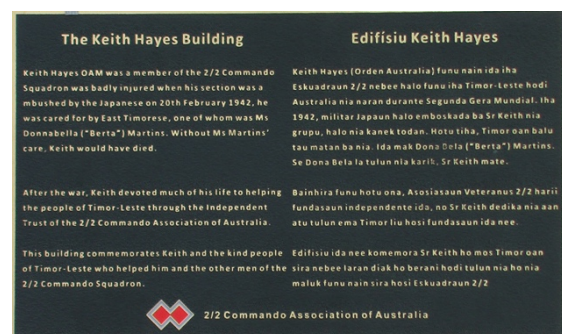 The Keith Hayes Building
Keith Hayes OAM was a member of the 2/2 Commando
Squadron was badly injured when his section was a
mbushed by the Japanese on 20th February 1942, he
was cared for by East Timorese, one of whom was Ms
Donnabella ("Berta") Martins. Without Ms Martins'
care, Keith would have died.
After the war, Keith devoted much of his life to helping
the people of Timor-Leste through the Independent
Trust of the 2/2 Commando Association of Australia.
This building commemorates Keith and the kind people
of Timor-Leste who helped him and the other men of the
2/2 Commando Squadron.
Edifísiu Keith Hayes
Keith Hayes (Orden Australia) funu nain ida iha
Eskuadraun 2/2 nebee halo funu iha Timor-Leste hodi
Australia nia naran durante Segunda Gera Mundial. Iha
1942, militar Japaun halo emboskada ba Sr Keith nia
grupu, halo nia kanek todan. Hotu tiha, Timor oan balu
tau matan ba nia. Ida mak Dona Bela ("Berta") Martins.
Se Dona Bela la tulun nia karik, Sr Keith mate.
Bainhira funu hotu ona, Asosiasaun Veteranus 2/2 harii
fundasaun independente ida, no Sr Keith dedika nia aan
atu tulun ema Timor liu hosi fundasaun ida nee.
Edifisiu ida nee komemora Sr Keith ho mos Timor oan
sira nebee laran diak ho berani hodi tulun nia ho nia
maluk funu nain sira hosi Eskuadraun 2/2
2/2 Commando Association of Australia